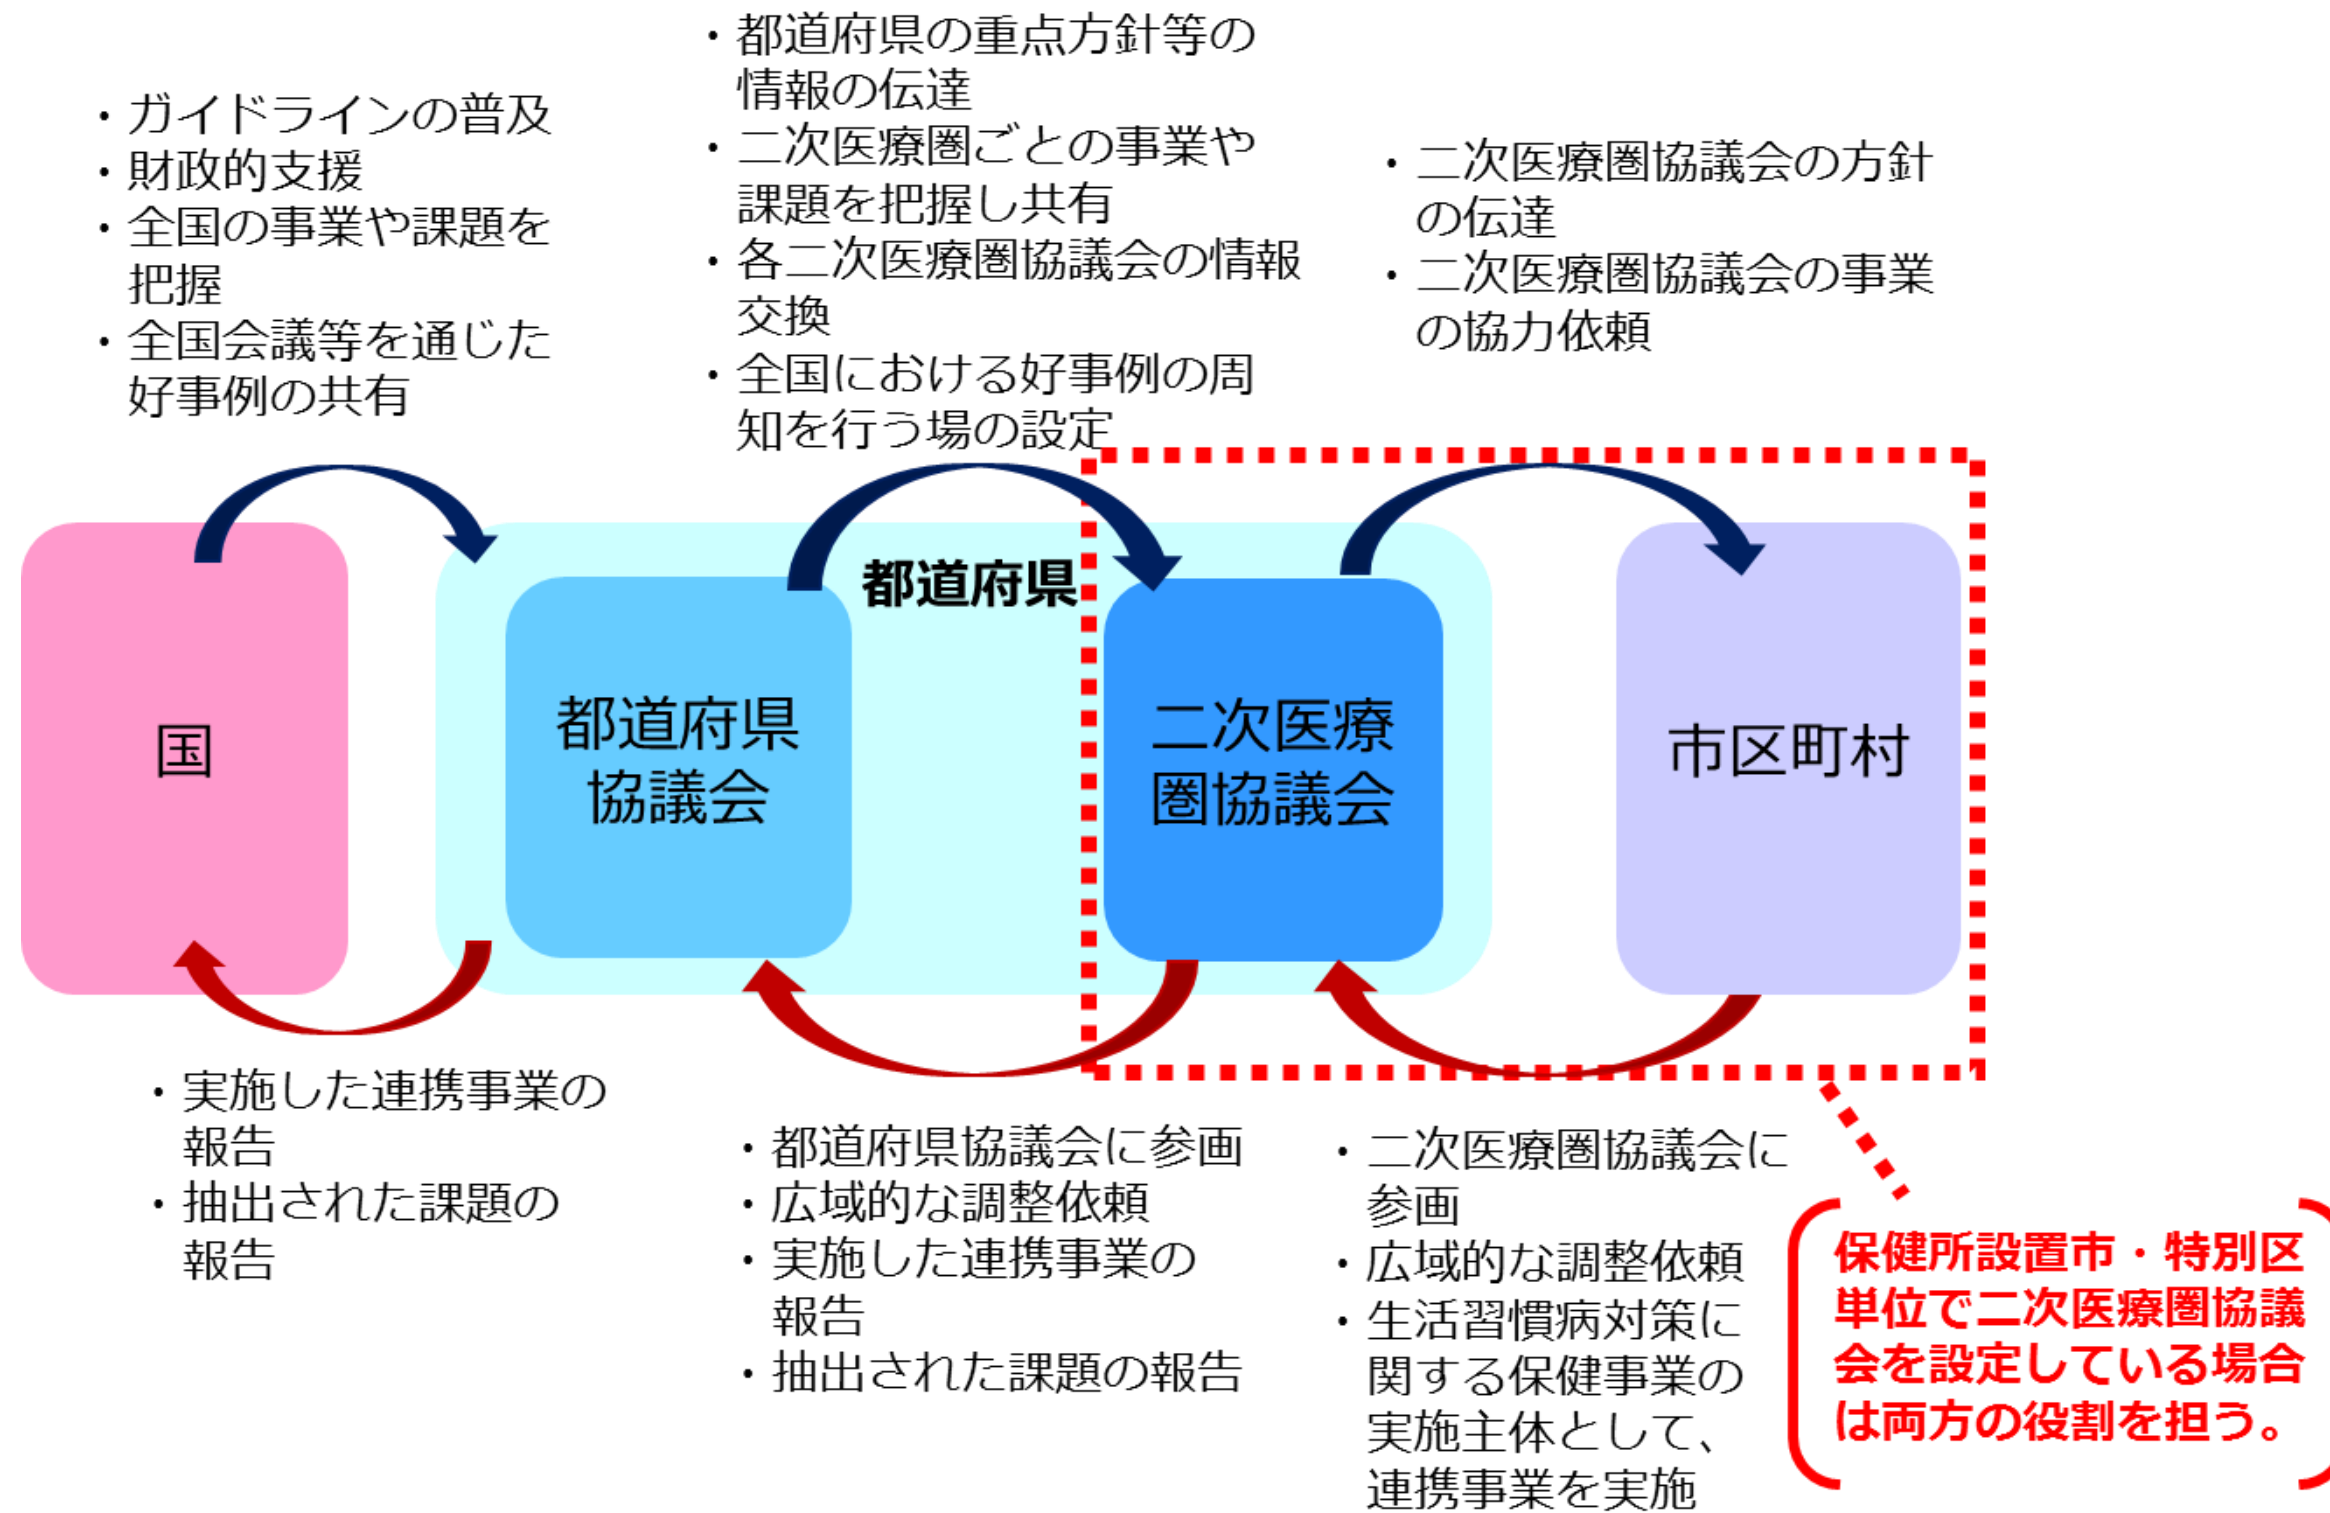 ・ガイドラインの普及
・財政的支援
・全国の事業や課題を
把握
・全国会議等を通じた
好事例の共有
・都道府県の重点方針等の
情報の伝達
・二次医療圏ごとの事業や
課題を把握し共有
・各二次医療圏協議会の情報
交換
・全国における好事例の周
知を行う場の設定
・二次医療圏協議会の方針
の伝達
・二次医療圏協議会の事業
の協力依頼
国
都道府県
都道府県
協議会
二次医療
圏協議会
市区町村
・実施した連携事業の
報告
・抽出された課題の
報告
・都道府県協議会に参画
・広域的な調整依頼
・実施した連携事業の
報告
・抽出された課題の報告
・二次医療圏協議会に
参画
・広域的な調整依頼
・生活習慣病対策に
関する保健事業の
実施主体として、
連携事業を実施
保健所設置市・特別区
単位で二次医療圏協議
会を設定している場合
は両方の役割を担う。